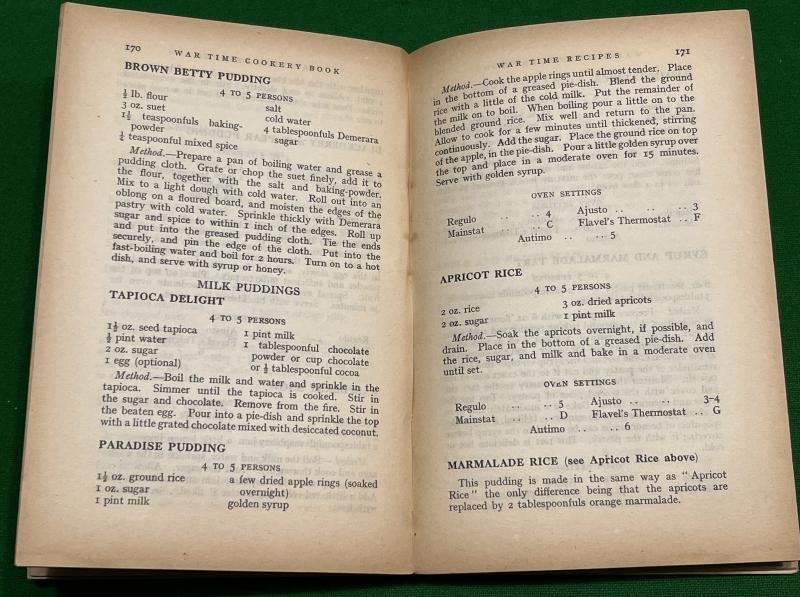 170
WAR TIME COOKERY BOOK
BROWN BETTY PUDDING
4 TO 5 PERSONS
½ lb. flour
3 oz. suet
1½ teaspoonfuls baking-
powder
¼ teaspoonful mixed spice
salt
cold water
4 tablespoonfuls Demerara
sugar
Method.—Prepare a pan of boiling water and grease a
pudding cloth. Grate or chop the suet finely, add it to
the flour, together with the salt and baking-powder.
Mix to a light dough with cold water. Roll out into an
oblong on a floured board, and moisten the edges of the
pastry with cold water. Sprinkle thickly with Demerara
sugar and spice to within 1 inch of the edges. Roll up
and put into the greased pudding cloth. Tie the ends
securely, and pin the edge of the cloth. Put into the
fast-boiling water and boil for 2 hours. Turn on to a hot
dish, and serve with syrup or honey.
MILK PUDDINGS
TAPIOCA DELIGHT
4 TO 5 PERSONS
1½ oz. seed tapioca
½ pint water
2 oz. sugar
1 egg (optional)
1 pint milk
1 tablespoonful chocolate
powder or cup chocolate
or ½ tablespoonful cocoa
Method.—Boil the milk and water and sprinkle in the
tapioca. Simmer until the tapioca is cooked. Stir in
the sugar and chocolate. Remove from the fire. Stir in
the beaten egg. Pour into a pie-dish and sprinkle the top
with a little grated chocolate mixed with desiccated coconut.
PARADISE PUDDING
4 TO 5 PERSONS
1½ oz. ground rice
1 oz. sugar
1 pint milk
a few dried apple rings (soaked
overnight)
golden syrup
WAR TIME RECIPES
171
Method.—Cook the apple rings until almost tender. Place
in the bottom of a greased pie-dish. Blend the ground
rice with a little of the cold milk. Put the remainder of
the milk on to boil. When boiling pour a little on to the
blended ground rice. Mix well and return to the pan.
Allow to cook for a few minutes until thickened, stirring
continuously. Add the sugar. Place the ground rice on top
of the apple, in the pie-dish. Pour a little golden syrup over
the top and place in a moderate oven for 15 minutes.
Serve with golden syrup.
OVEN SETTINGS
Regulo .. .. 4
Mainstat .. C
Ajusto .. .. 3
Flavel's Thermostat .. F
Autimo .. .. 5
APRICOT RICE
4 TO 5 PERSONS
2 oz. rice
2 oz. sugar
3 oz. dried apricots
1 pint milk
Method.—Soak the apricots overnight, if possible, and
drain. Place in the bottom of a greased pie-dish. Add
the rice, sugar, and milk and bake in a moderate oven
until set.
OVEN SETTINGS
Regulo .. .. 5
Mainstat .. .. D
Ajusto .. .. 3–4
Flavel's Thermostat .. G
Autimo .. .. 6
MARMALADE RICE (see Apricot Rice above)
This pudding is made in the same way as "Apricot
Rice" the only difference being that the apricots are
replaced by 2 tablespoonfuls orange marmalade.